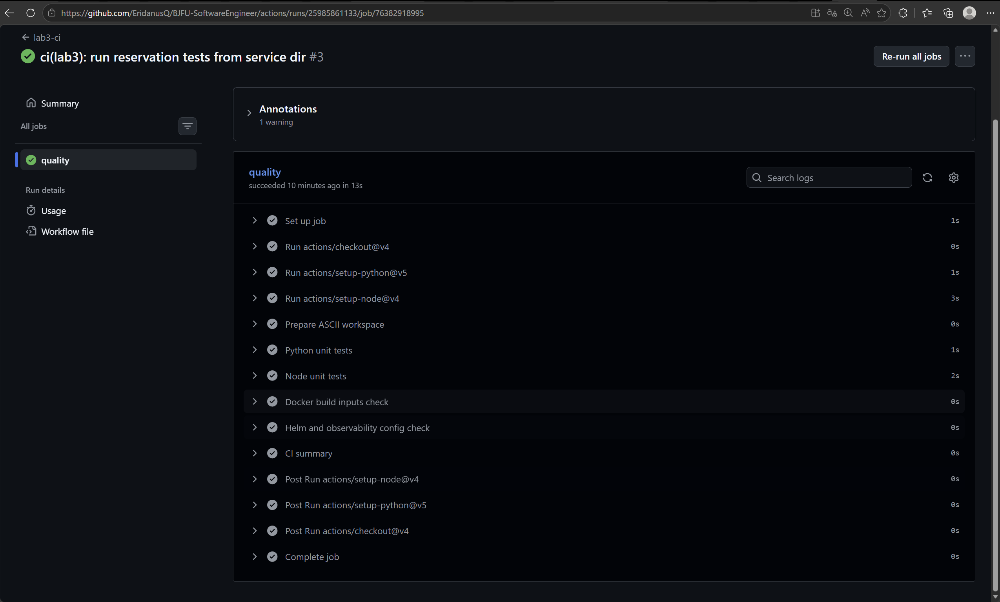 https://github.com/EridanusQ/BJFU-SoftwareEngineer/actions/runs/25985861133/job/76382918995
lab3-ci
ci(lab3): run reservation tests from service dir #3
Re-run all jobs
Summary
All jobs
quality
Run details
Usage
Workflow file
Annotations
1 warning
quality
succeeded 10 minutes ago in 13s
Search logs
Set up job 1s
Run actions/checkout@v4 0s
Run actions/setup-python@v5 1s
Run actions/setup-node@v4 3s
Prepare ASCII workspace 0s
Python unit tests 1s
Node unit tests 2s
Docker build inputs check 0s
Helm and observability config check 0s
CI summary 0s
Post Run actions/setup-node@v4 0s
Post Run actions/setup-python@v5 0s
Post Run actions/checkout@v4 0s
Complete job 0s